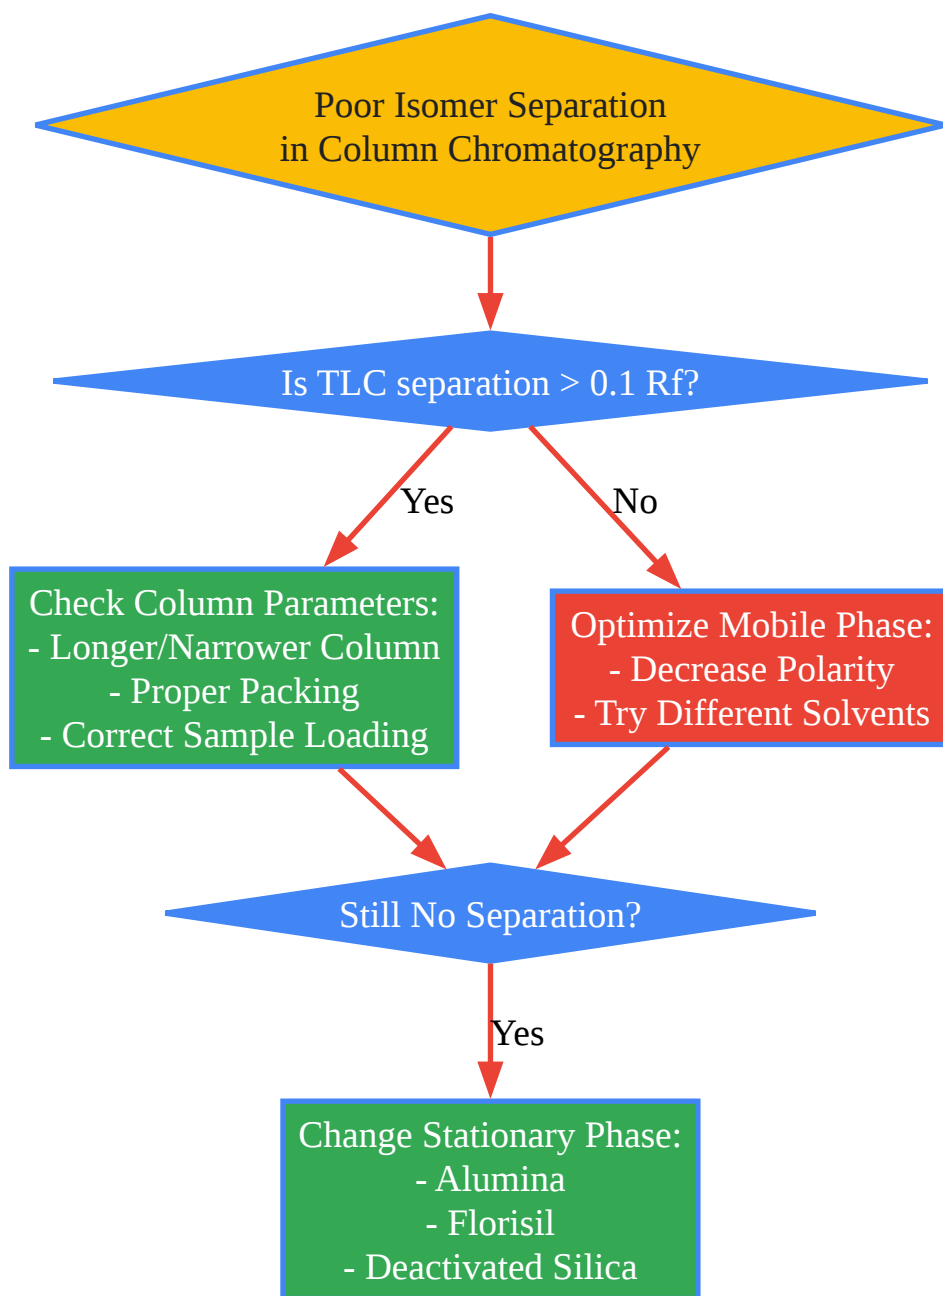 Poor Isomer Separation
in Column Chromatography
Is TLC separation > 0.1 Rf?
Yes
No
Check Column Parameters:
- Longer/Narrower Column
- Proper Packing
- Correct Sample Loading
Optimize Mobile Phase:
- Decrease Polarity
- Try Different Solvents
Still No Separation?
Yes
Change Stationary Phase:
- Alumina
- Florisil
- Deactivated Silica